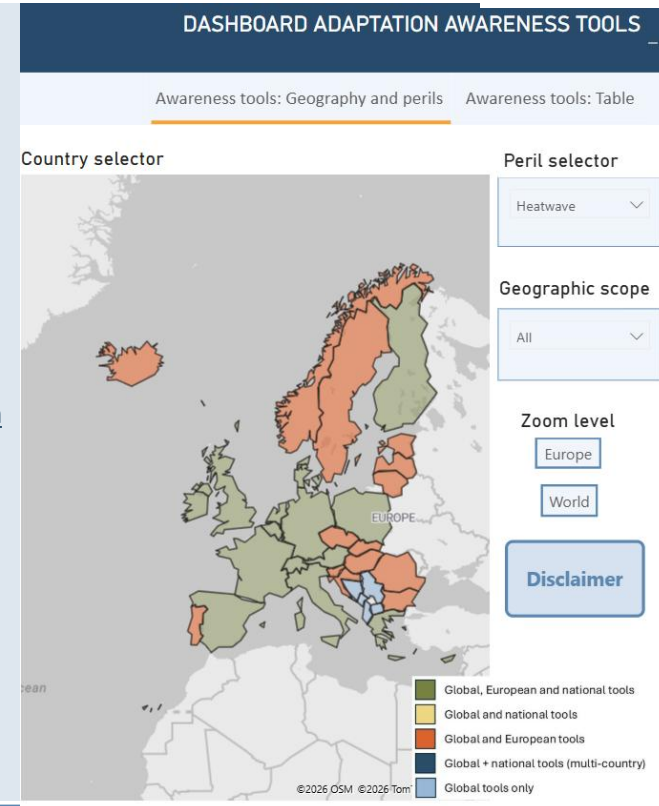 DASHBOARD ADAPTATION AWARENESS TOOLS
Awareness tools: Geography and perils
Awareness tools: Table
Country selector
Peril selector
Heatwave
Geographic scope
All
Zoom level
Europe
World
Disclaimer
EUROPE
cean
Global, European and national tools
Global and national tools
Global and European tools
Global + national tools (multi-country)
Global tools only
©2026 OSM ©2026 Tom